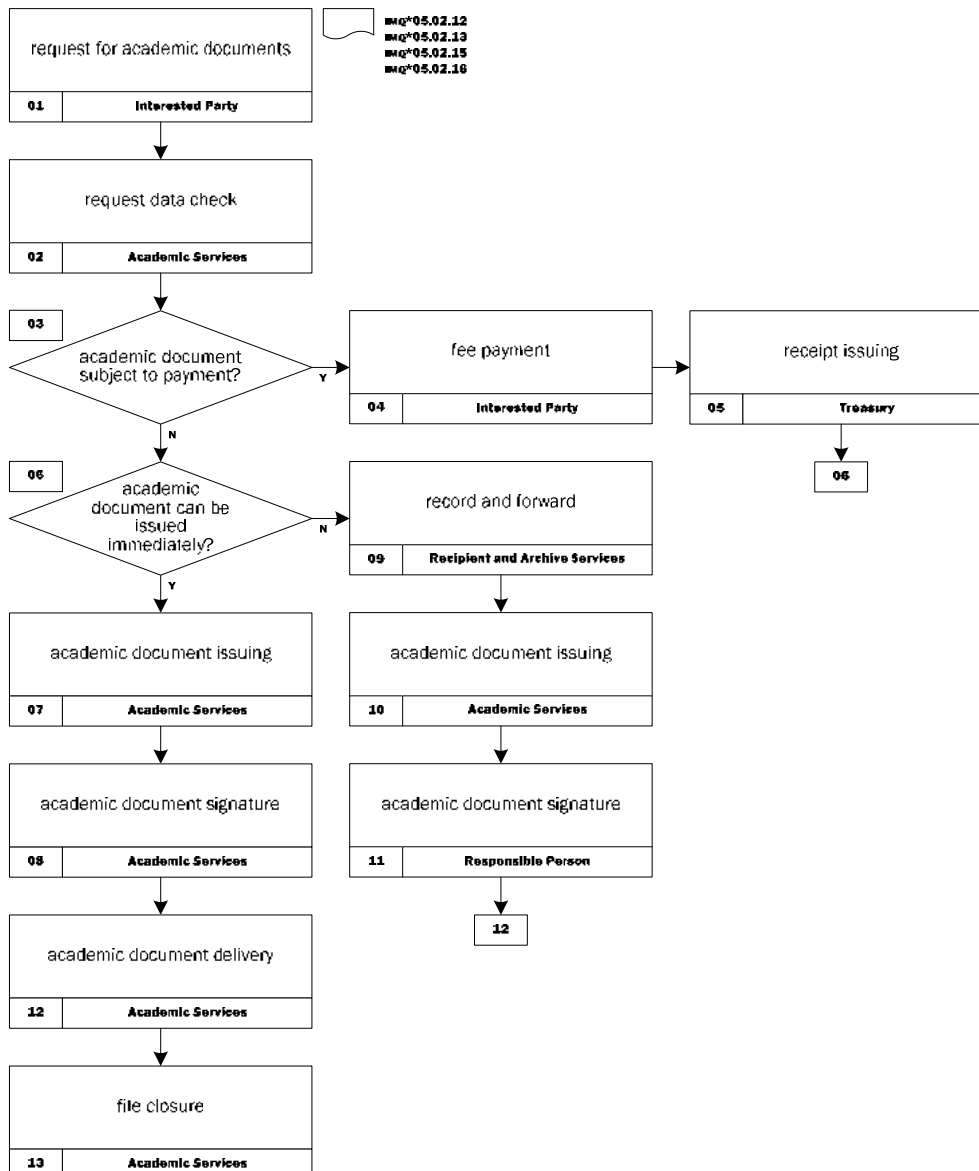 request for academic documents
01 Interested Party
IMQ*05.02.12
IMQ*05.02.13
IMQ*05.02.15
IMQ*05.02.16
request data check
02 Academic Services
03
academic document
subject to payment?
Y
N
fee payment
04 Interested Party
receipt issuing
05 Treasury
06
06
academic
document can be
issued
immediately?
N
Y
record and forward
09 Recipient and Archive Services
academic document issuing
07 Academic Services
academic document issuing
10 Academic Services
academic document signature
08 Academic Services
academic document signature
11 Responsible Person
12
academic document delivery
12 Academic Services
file closure
13 Academic Services